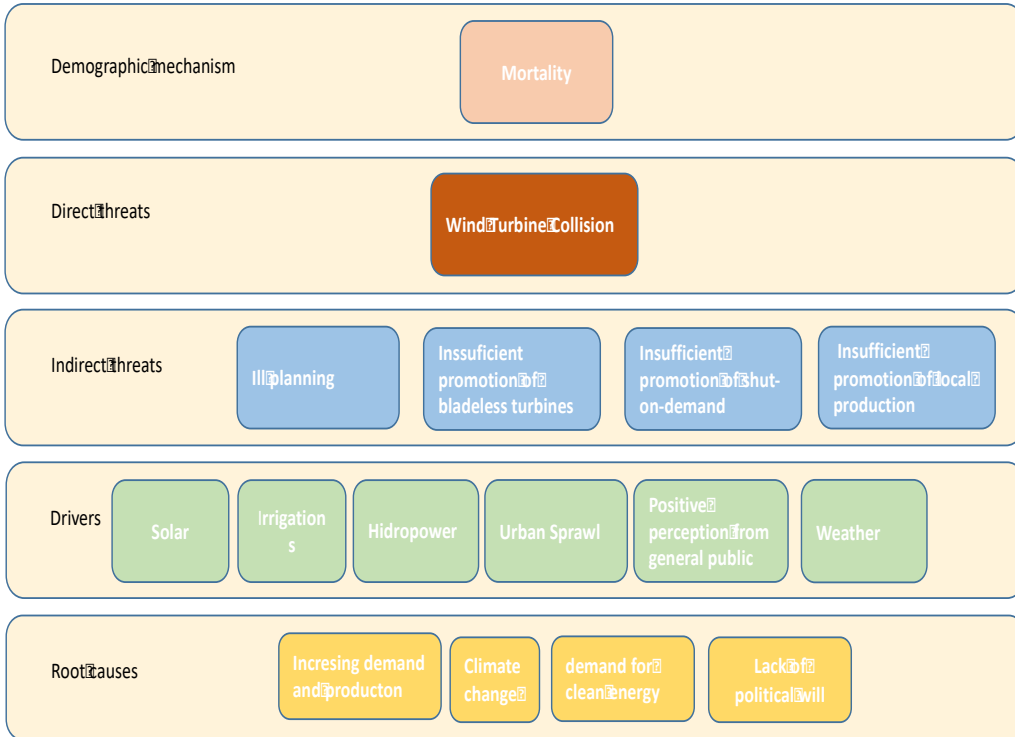 Demographic mechanism
Mortality
Direct threats
Wind Turbine Collision
Indirect threats
Ill planning
Inssuficient
promotion of
bladeless turbines
Insufficient
promotion of shut-
on-demand
Insufficient
promotion of local
production
Drivers
Solar
Irrigation
s
Hidropower
Urban Sprawl
Positive
perception from
general public
Weather
Root causes
Incresing demand
and producton
Climate
change
demand for
clean energy
Lack of
political will